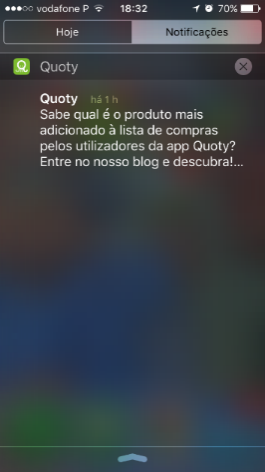 vodafone P 18:32 70%
Hoje Notificações
Quoty
Quoty há 1 h
Sabe qual é o produto mais
adicionado à lista de compras
pelos utilizadores da app Quoty?
Entre no nosso blog e descubra!...